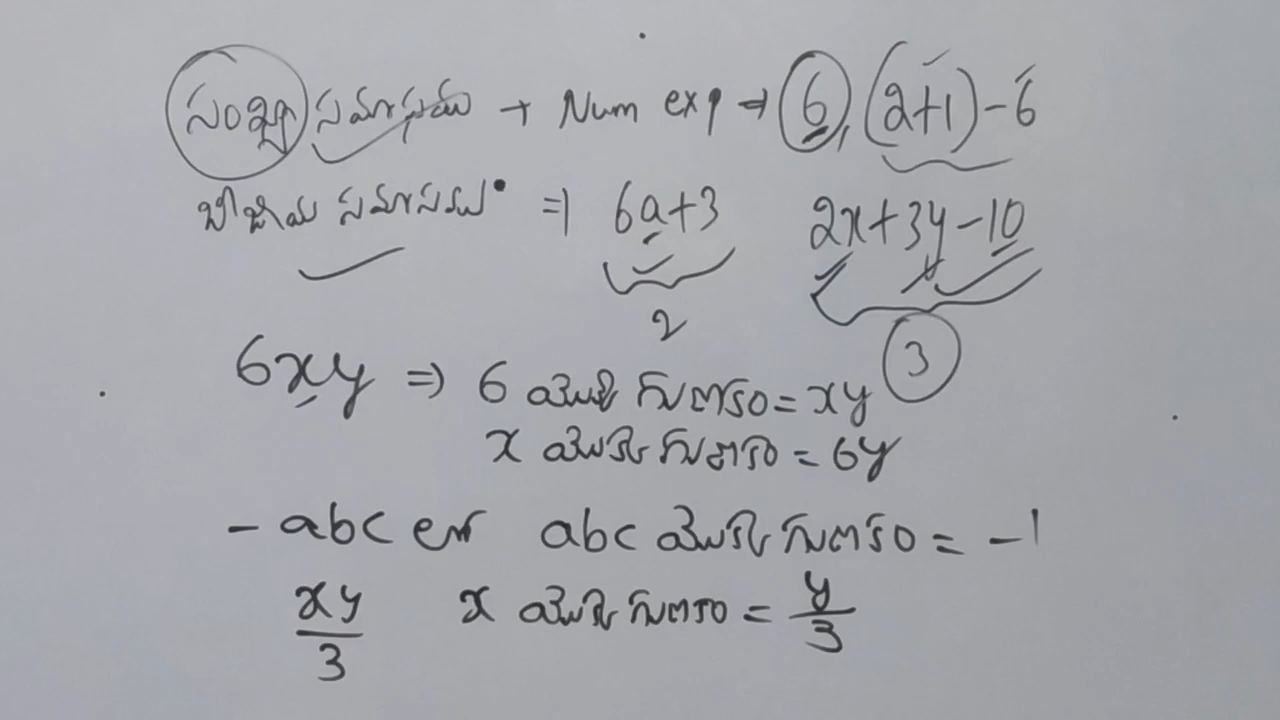 సంఖ్యా సమాసము → Num exp ⇒ 6, (2+1)-6
బీజీయ సమాసము ⇒ 6a+3 2x+3y-10
2
3
6xy ⇒ 6 యొక్క గుణకం = xy
x యొక్క గుణకం = 6y
-abc లో abc యొక్క గుణకం = -1
xy/3 x యొక్క గుణకం = y/3